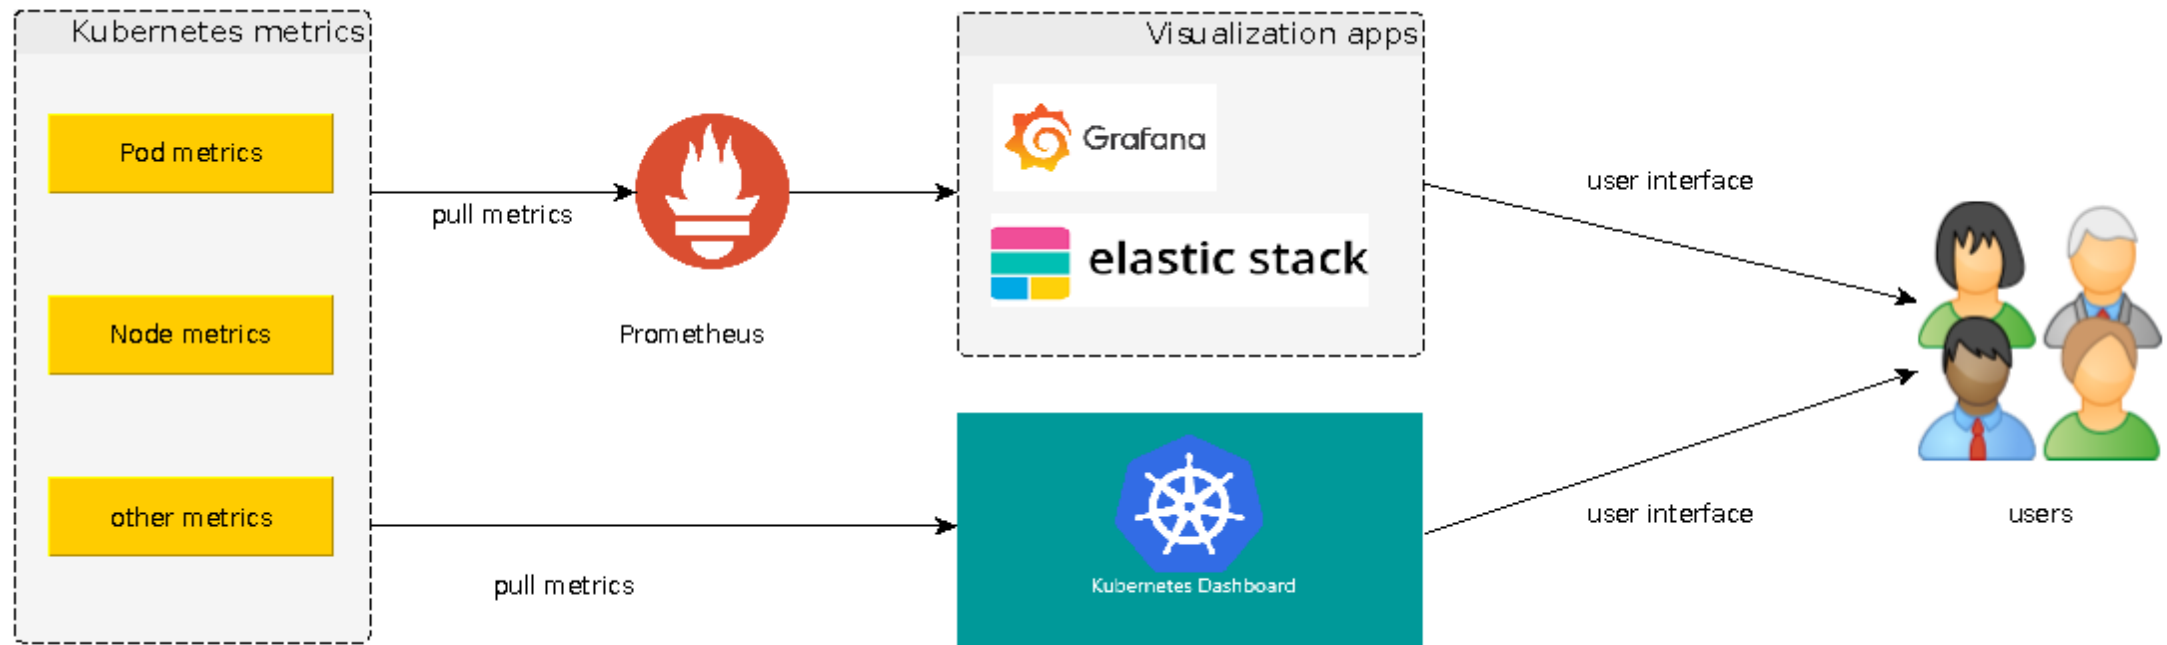 Kubernetes metrics
Pod metrics
Node metrics
other metrics
pull metrics
Prometheus
pull metrics
Visualization apps
Grafana
elastic stack
Kubernetes Dashboard
user interface
user interface
users